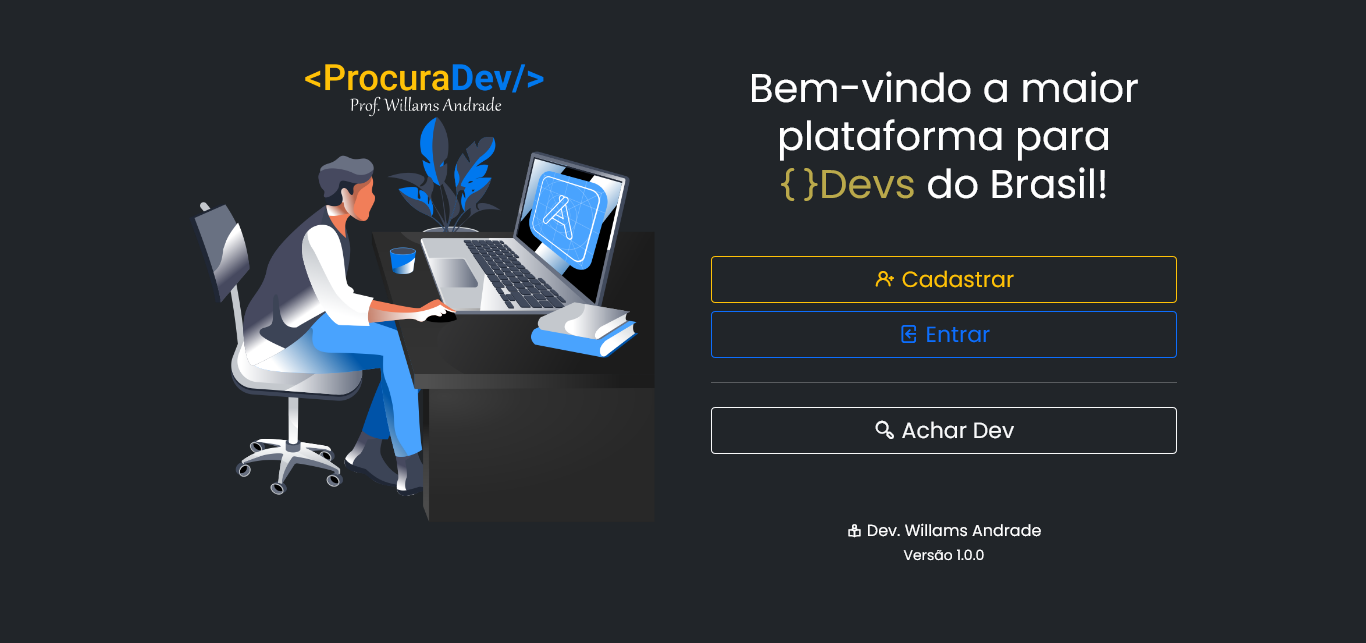 <ProcuraDev/>
Prof. Willams Andrade
Bem-vindo a maior
plataforma para
{ }Devs do Brasil!
Cadastrar
Entrar
Achar Dev
Dev. Willams Andrade
Versão 1.0.0